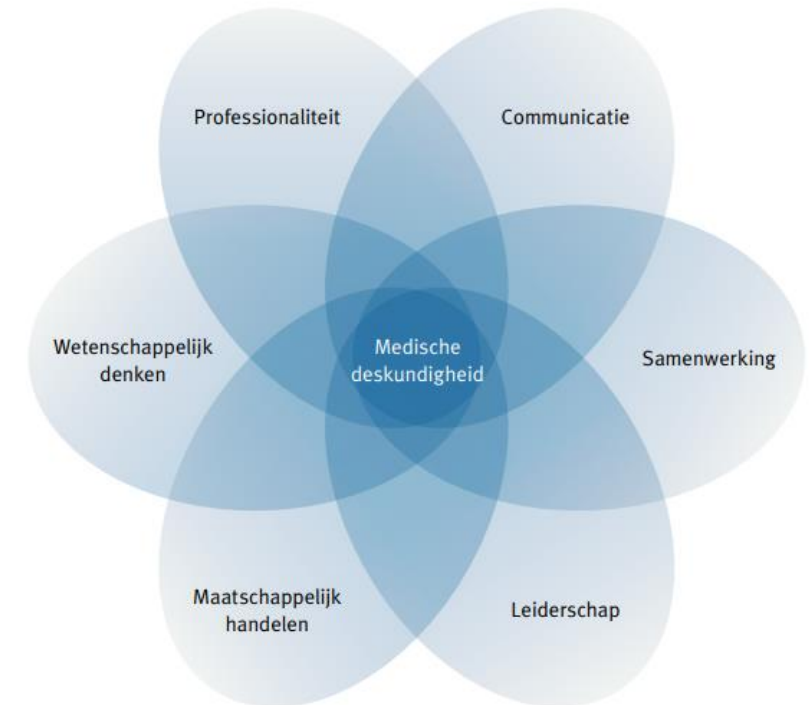 Professionaliteit
Communicatie
Wetenschappelijk
denken
Medische
deskundigheid
Samenwerking
Maatschappelijk
handelen
Leiderschap